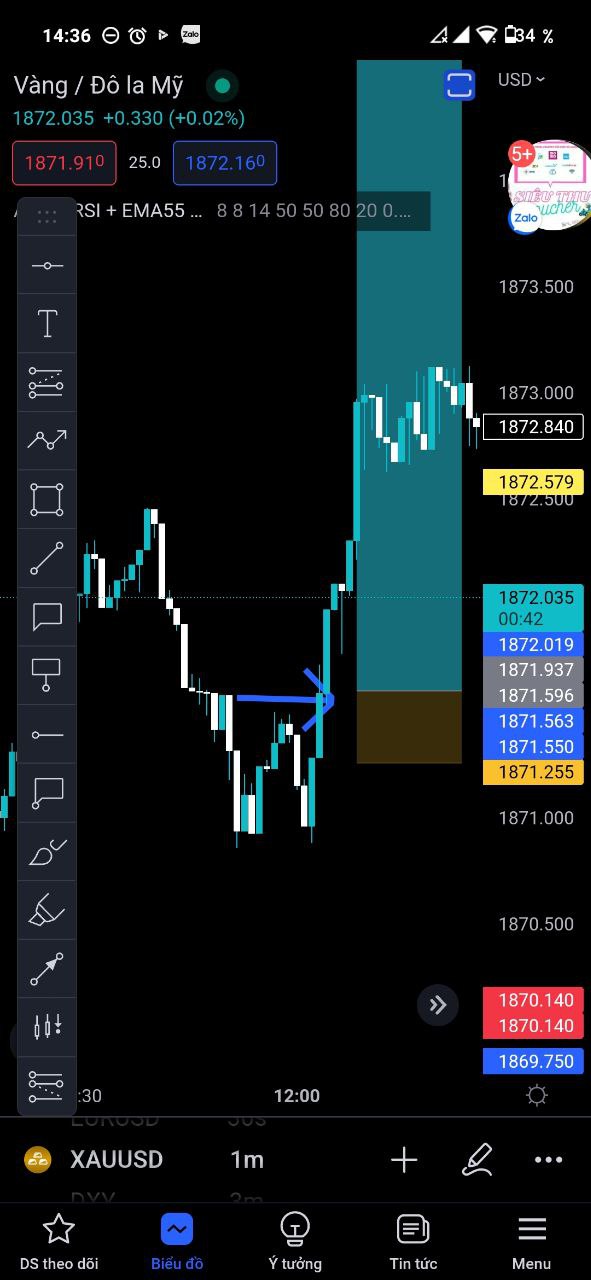 14:36
Zalo
34 %
Vàng / Đô la Mỹ
USD
1872.035 +0.330 (+0.02%)
1871.910
25.0
1872.160
5+
SIÊU THỊ
oucher
Zalo
RSI + EMA55 ... 8 8 14 50 50 80 20 0....
1873.500
1873.000
1872.840
1872.579
1872.500
1872.035
00:42
1872.019
1871.937
1871.596
1871.563
1871.550
1871.255
1871.000
1870.500
1870.140
1870.140
1869.750
:30
12:00
EURUSD
30s
XAUUSD
1m
DXY
3m
DS theo dõi
Biểu đồ
Ý tưởng
Tin tức
Menu